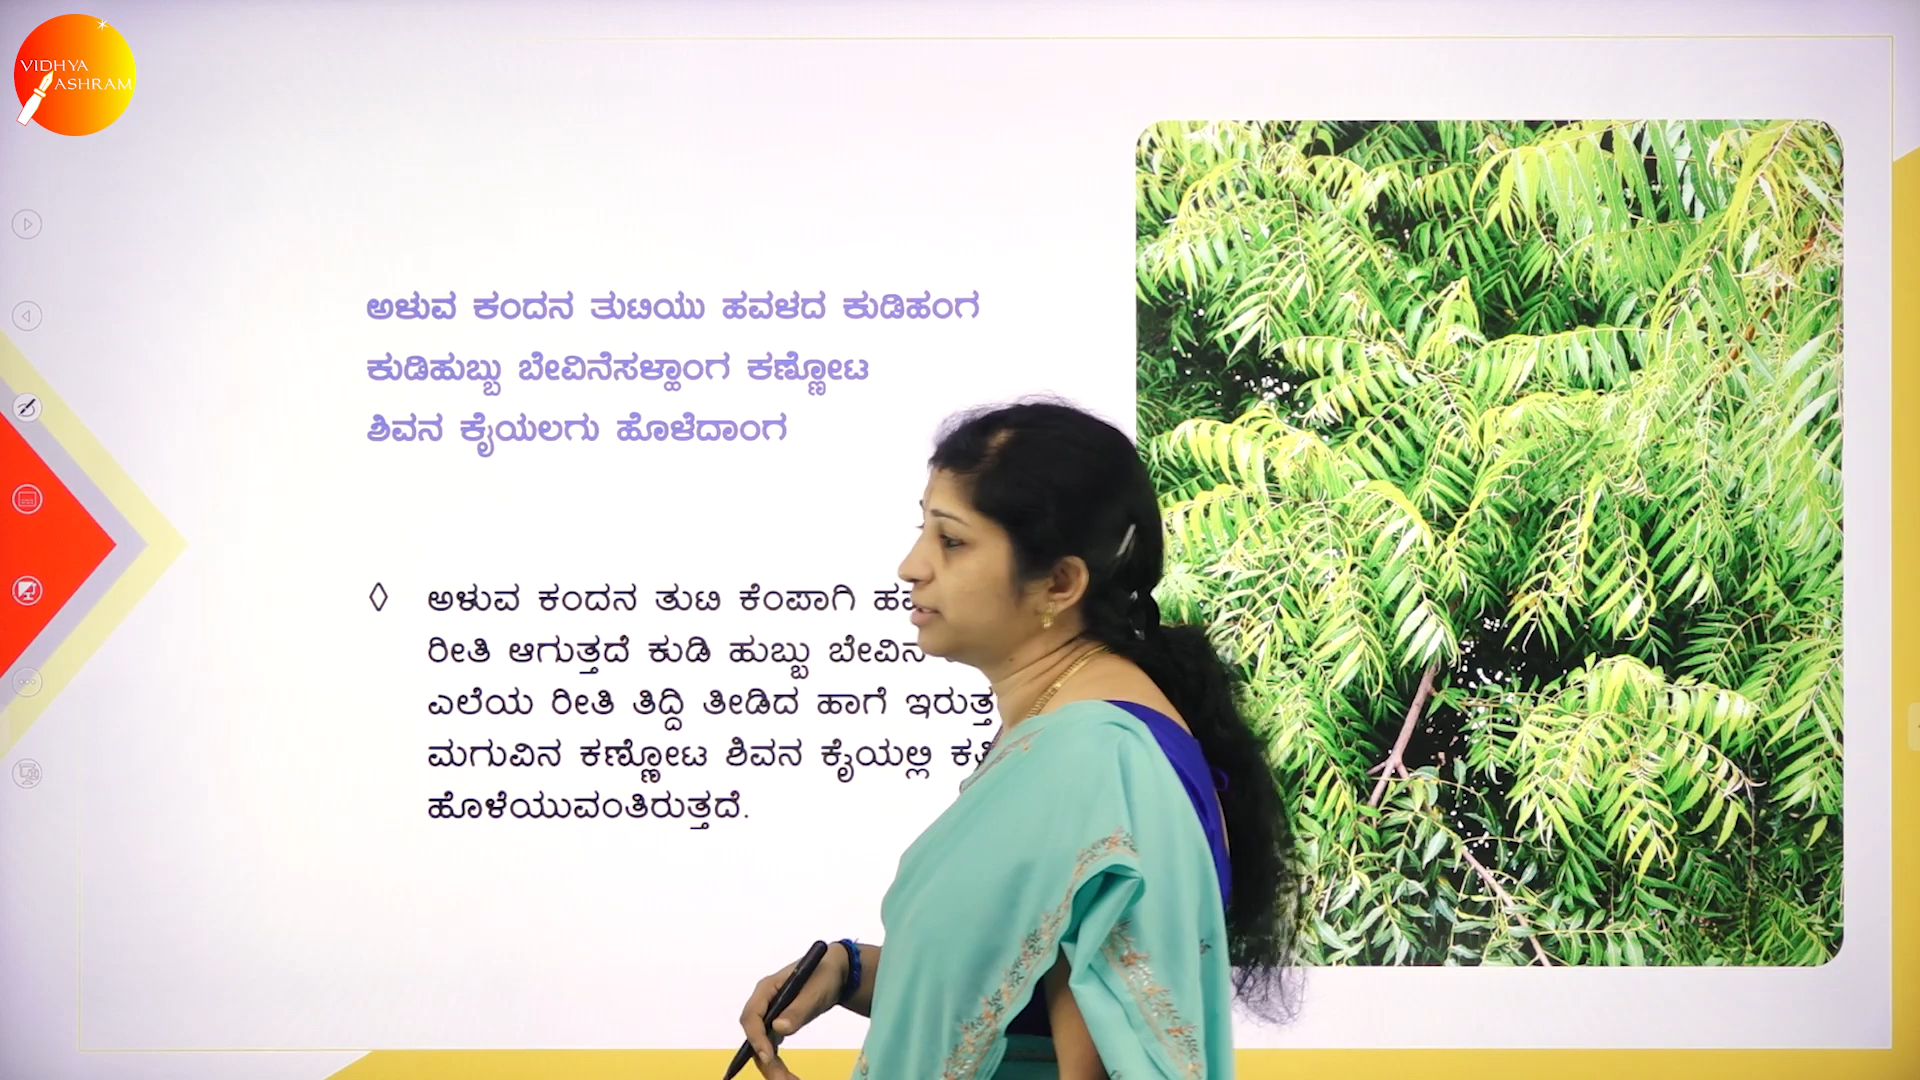 VIDHYA
ASHRAM
ಅಳುವ ಕಂದನ ತುಟಿಯು ಹವಳದ ಕುಡಿಹಂಗ
ಕುಡಿಹುಬ್ಬು ಬೇವಿನೆಸಳ್ಹಾಂಗ ಕಣ್ಣೋಟ
ಶಿವನ ಕೈಯಲಗು ಹೊಳೆದಾಂಗ
◊ ಅಳುವ ಕಂದನ ತುಟಿ ಕೆಂಪಾಗಿ
ರೀತಿ ಆಗುತ್ತದೆ ಕುಡಿ ಹುಬ್ಬು ಬೇವಿನ
ಎಲೆಯ ರೀತಿ ತಿದ್ದಿ ತೀಡಿದ ಹಾಗೆ ಇರುತ್ತ
ಮಗುವಿನ ಕಣ್ಣೋಟ ಶಿವನ ಕೈಯಲ್ಲಿ
ಹೊಳೆಯುವಂತಿರುತ್ತದೆ.